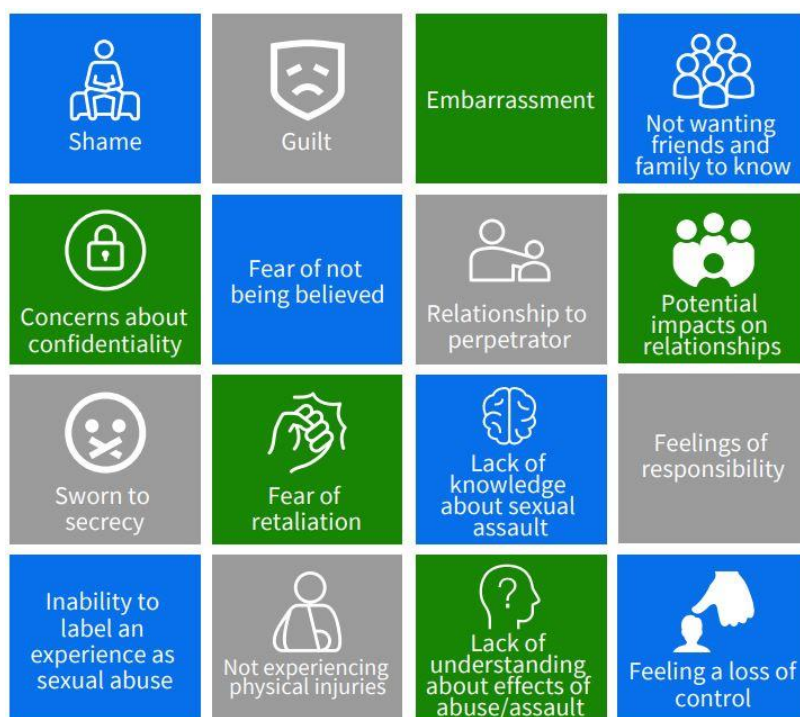 Shame
Guilt
Embarrassment
Not wanting
friends and
family to know
Concerns about
confidentiality
Fear of not
being believed
Relationship to
perpetrator
Potential
impacts on
relationships
Sworn to
secrecy
Fear of
retaliation
Lack of
knowledge
about sexual
assault
Feelings of
responsibility
Inability to
label an
experience as
sexual abuse
Not experiencing
physical injuries
?
Lack of
understanding
about effects of
abuse/assault
Feeling a loss of
control